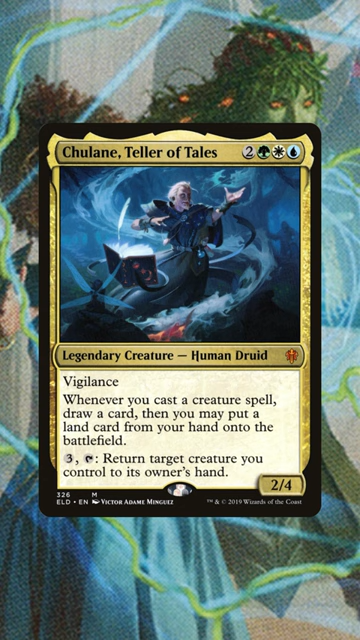 Chulane, Teller of Tales 2
Legendary Creature — Human Druid
Vigilance
Whenever you cast a creature spell,
draw a card, then you may put a
land card from your hand onto the
battlefield.
3, : Return target creature you
control to its owner's hand.
2/4
326 M
ELD • EN Victor Adame Minguez ™ & © 2019 Wizards of the Coast